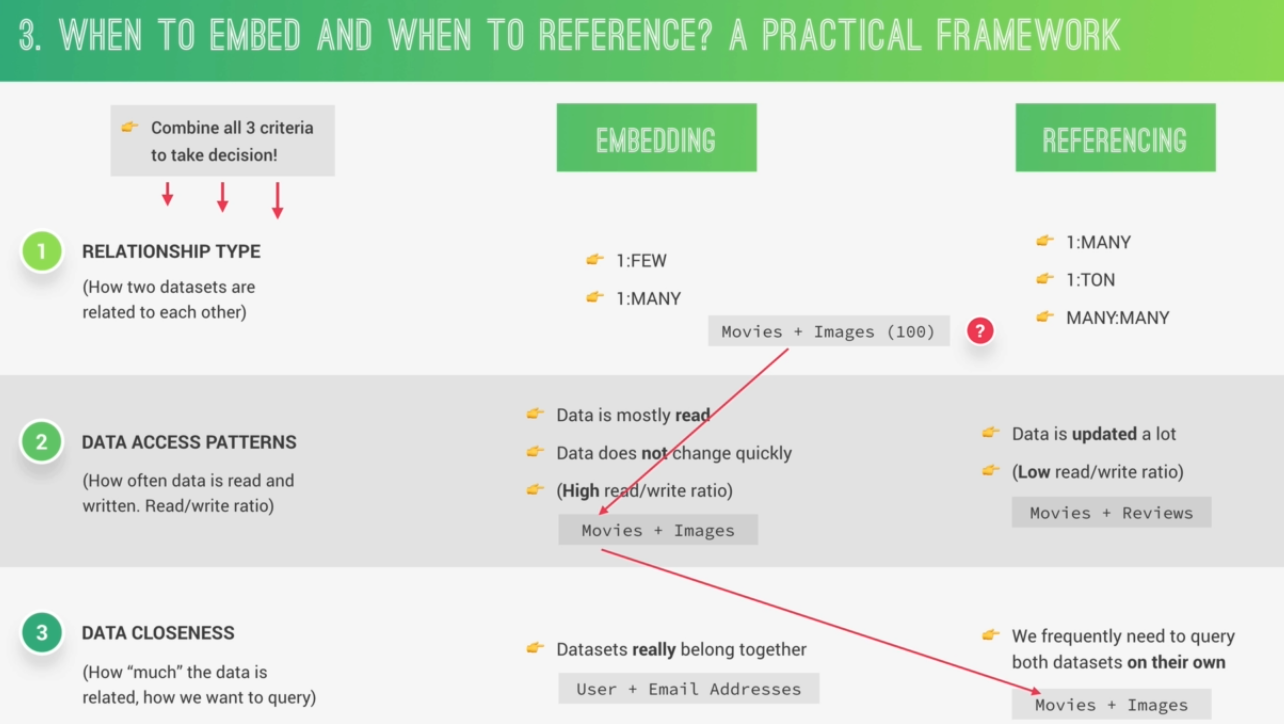 3. WHEN TO EMBED AND WHEN TO REFERENCE? A PRACTICAL FRAMEWORK
Combine all 3 criteria
to take decision!
EMBEDDING
REFERENCING
1
RELATIONSHIP TYPE
(How two datasets are
related to each other)
1:FEW
1:MANY
Movies + Images (100)
?
1:MANY
1:TON
MANY:MANY
2
DATA ACCESS PATTERNS
(How often data is read and
written. Read/write ratio)
Data is mostly read
Data does not change quickly
(High read/write ratio)
Movies + Images
Data is updated a lot
(Low read/write ratio)
Movies + Reviews
3
DATA CLOSENESS
(How “much” the data is
related, how we want to query)
Datasets really belong together
User + Email Addresses
We frequently need to query
both datasets on their own
Movies + Images